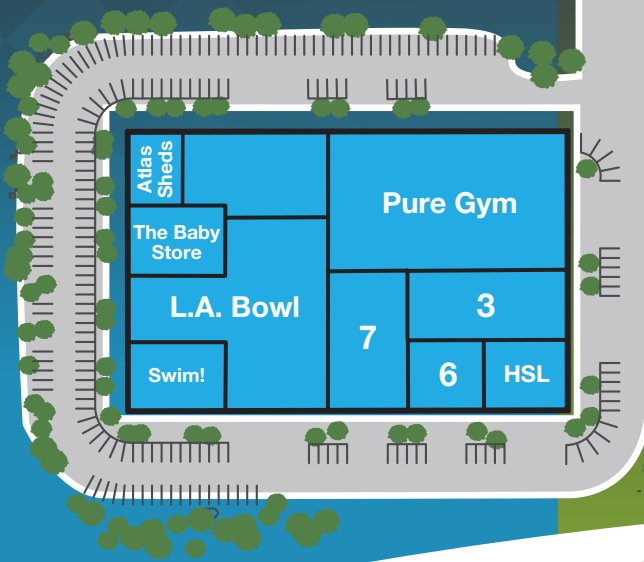 Atlas
Sheds
Pure Gym
The Baby
Store
L.A. Bowl
3
7
Swim!
6
HSL